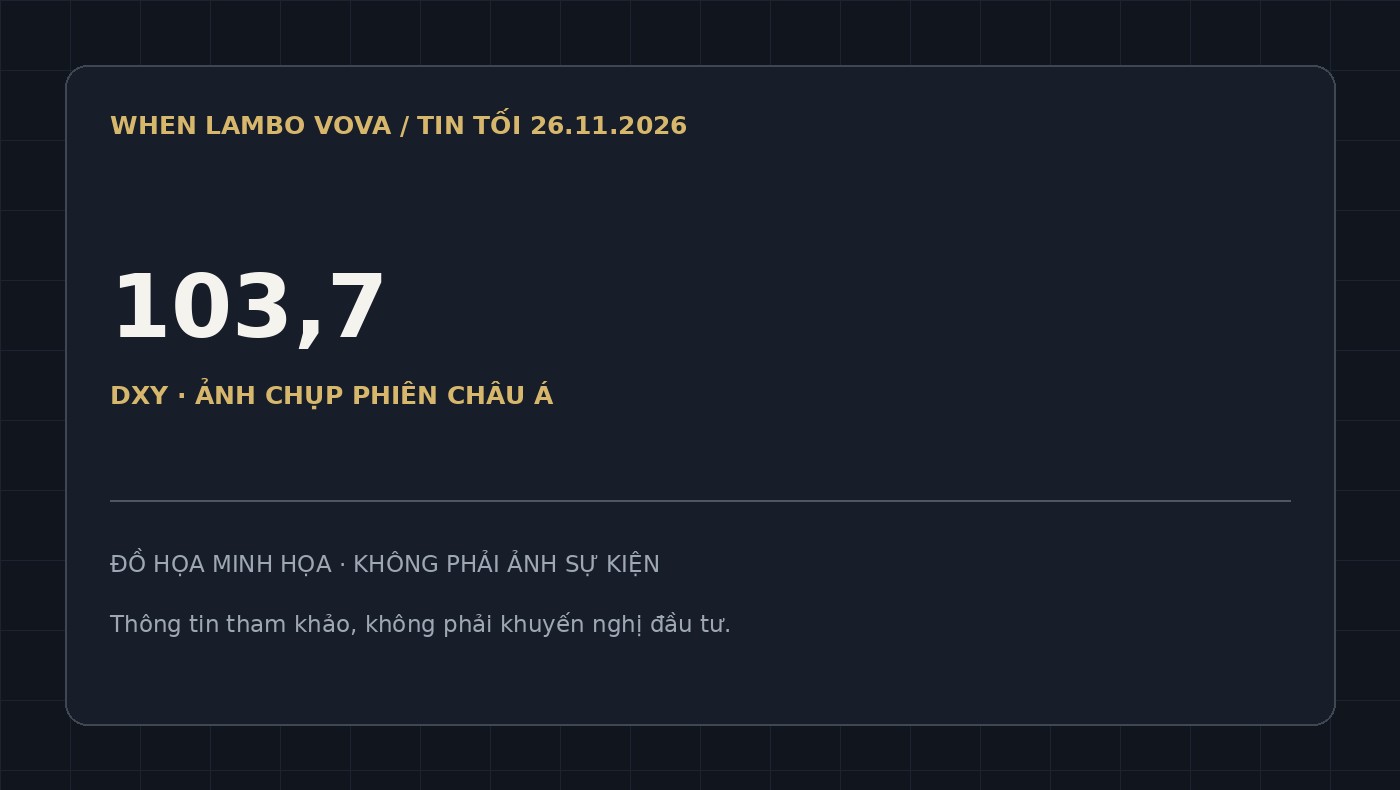 WHEN LAMBO VOVA / TIN TỐI 26.11.2026
103,7
DXY · ẢNH CHỤP PHIÊN CHÂU Á
ĐỒ HỌA MINH HỌA · KHÔNG PHẢI ẢNH SỰ KIỆN
Thông tin tham khảo, không phải khuyến nghị đầu tư.